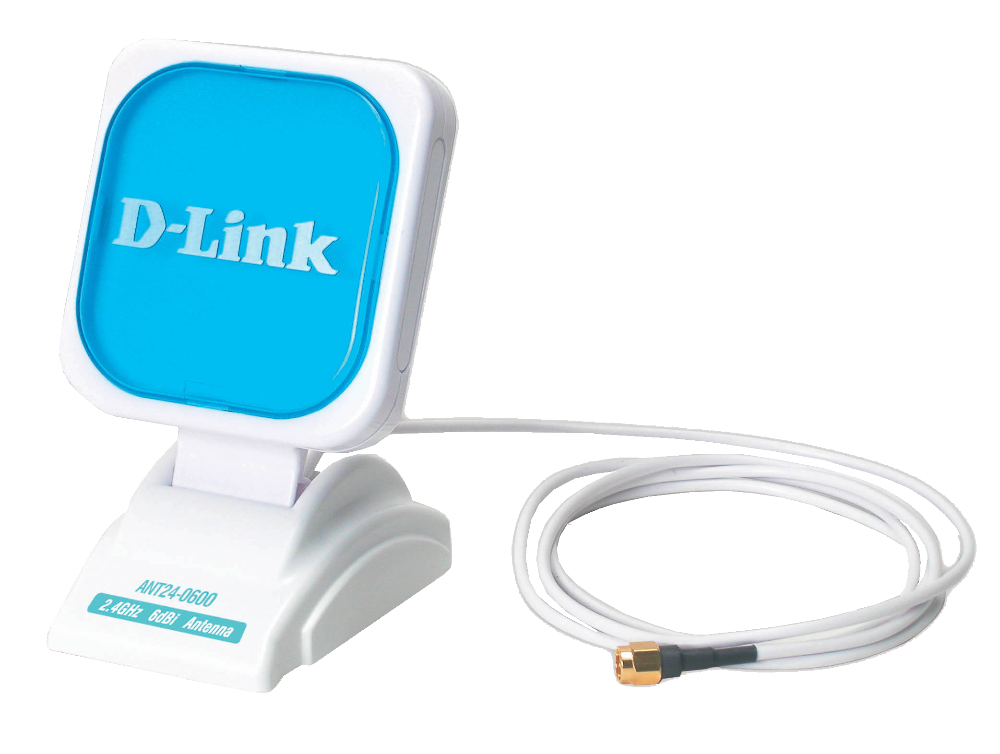 D-Link
ANT24-0600
2.4GHz 6dBi Antenna